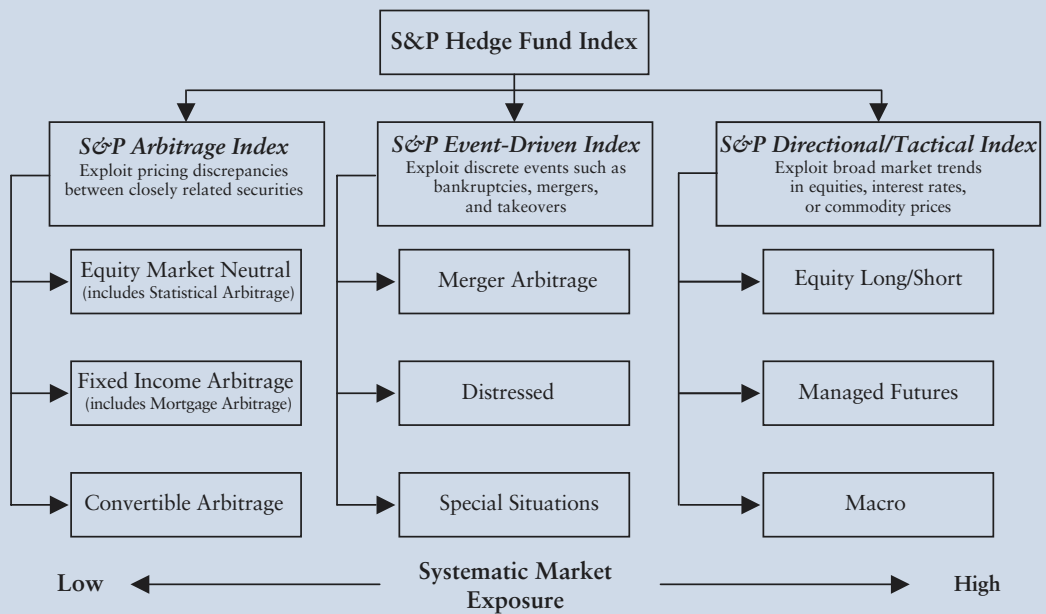 S&P Hedge Fund Index
S&P Arbitrage Index
Exploit pricing discrepancies
between closely related securities
Equity Market Neutral
(includes Statistical Arbitrage)
Fixed Income Arbitrage
(includes Mortgage Arbitrage)
Convertible Arbitrage
S&P Event-Driven Index
Exploit discrete events such as
bankruptcies, mergers,
and takeovers
Merger Arbitrage
Distressed
Special Situations
S&P Directional/Tactical Index
Exploit broad market trends
in equities, interest rates,
or commodity prices
Equity Long/Short
Managed Futures
Macro
Low
Systematic Market
Exposure
High